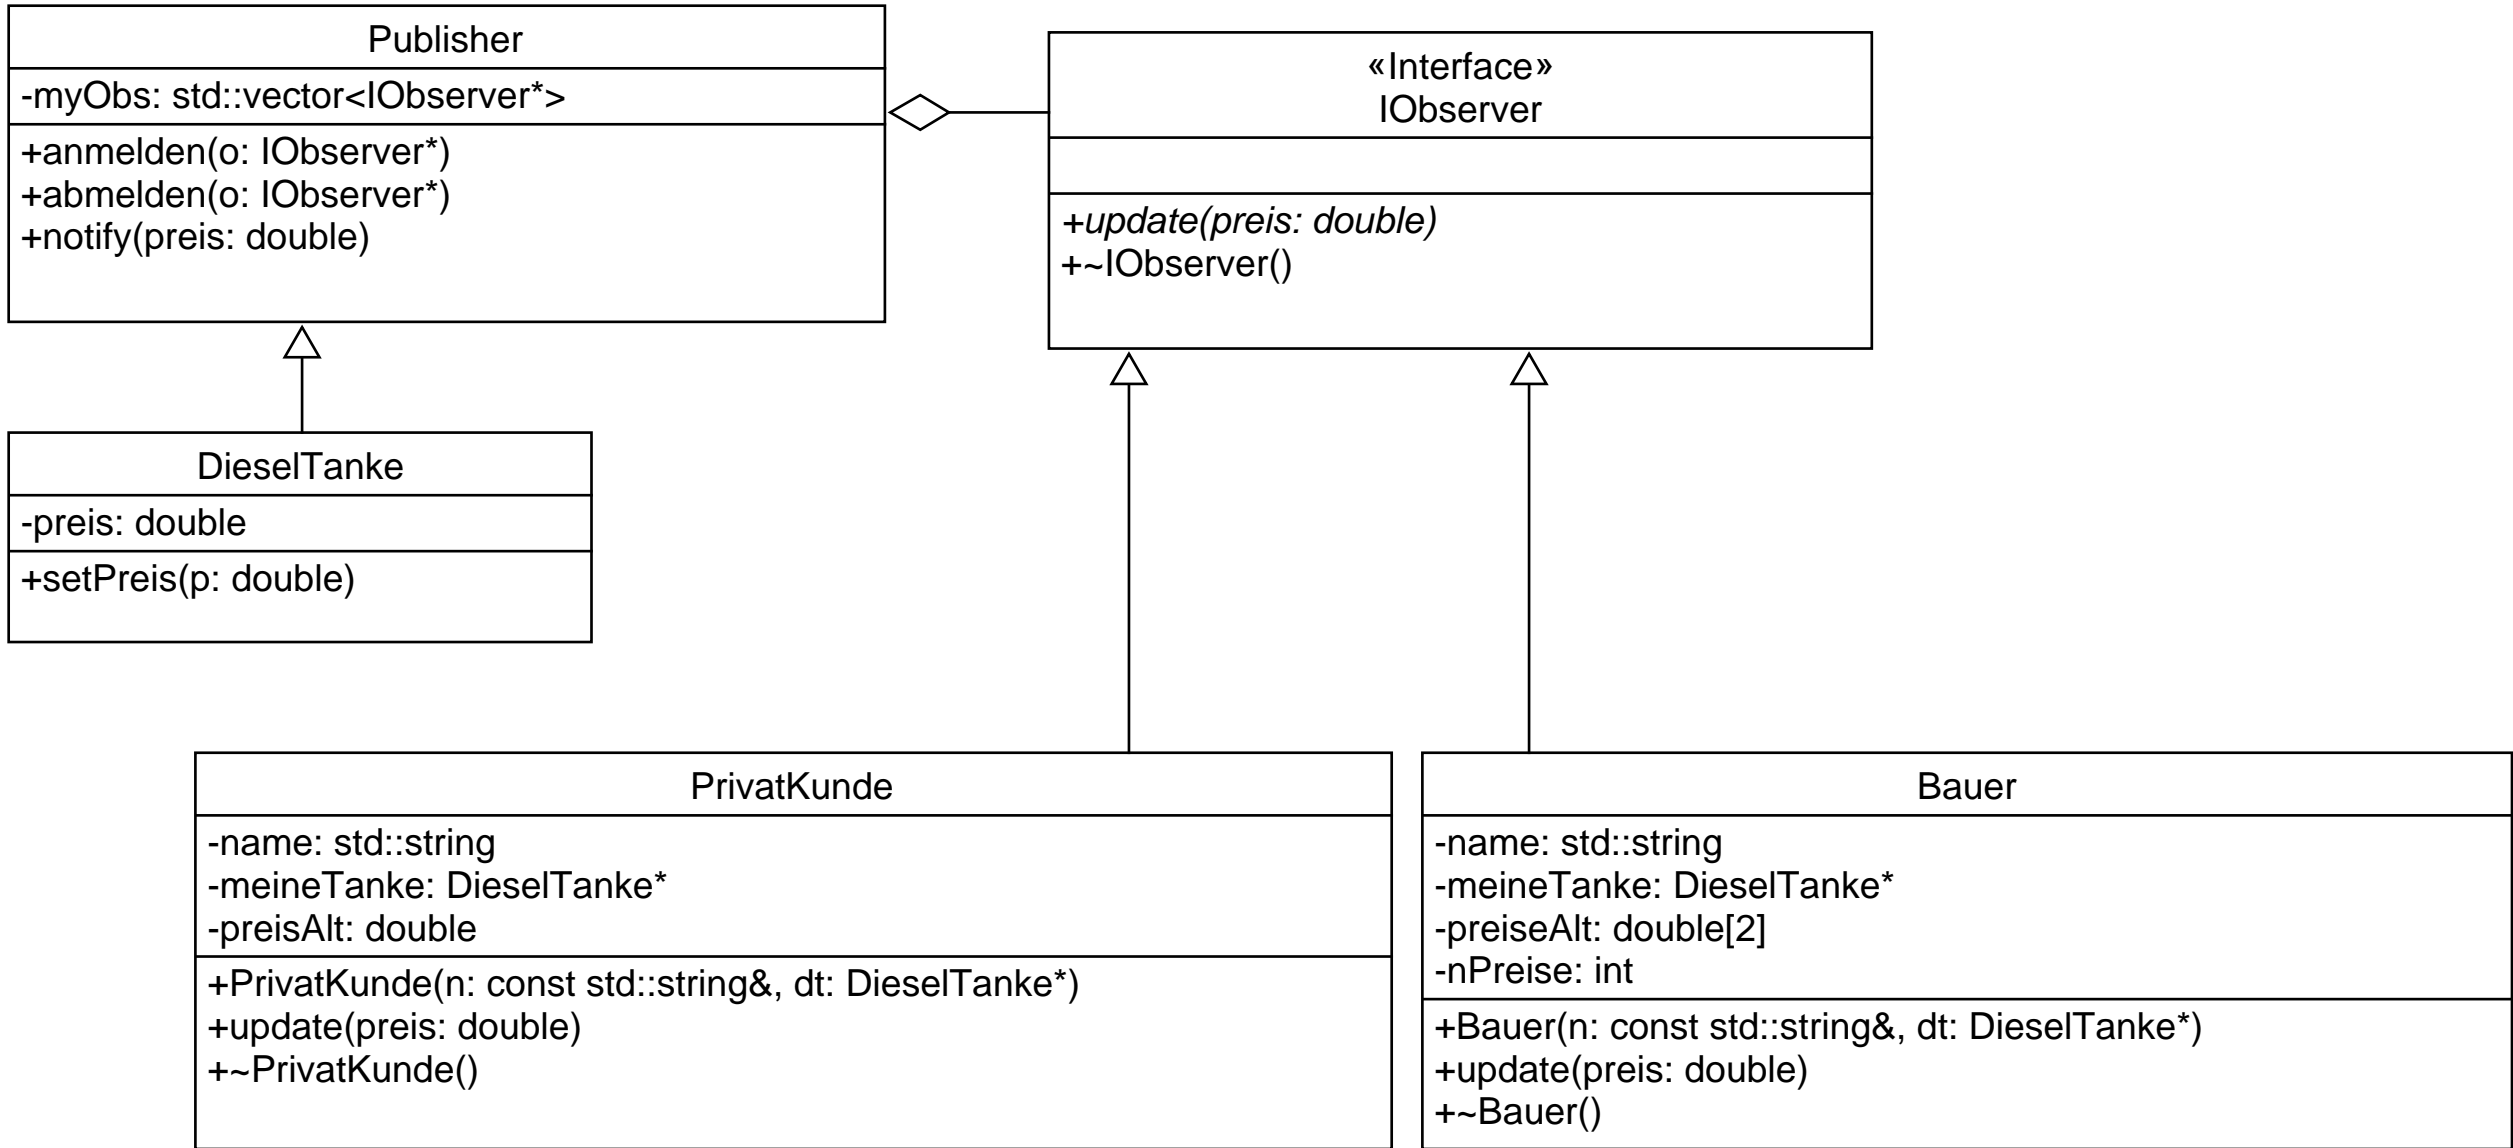 Publisher
-myObs: std::vector<IObserver*>
+anmelden(o: IObserver*)
+abmelden(o: IObserver*)
+notify(preis: double)
«Interface»
IObserver
+update(preis: double)
+~IObserver()
DieselTanke
-preis: double
+setPreis(p: double)
PrivatKunde
-name: std::string
-meineTanke: DieselTanke*
-preisAlt: double
+PrivatKunde(n: const std::string&, dt: DieselTanke*)
+update(preis: double)
+~PrivatKunde()
Bauer
-name: std::string
-meineTanke: DieselTanke*
-preiseAlt: double[2]
-nPreise: int
+Bauer(n: const std::string&, dt: DieselTanke*)
+update(preis: double)
+~Bauer()